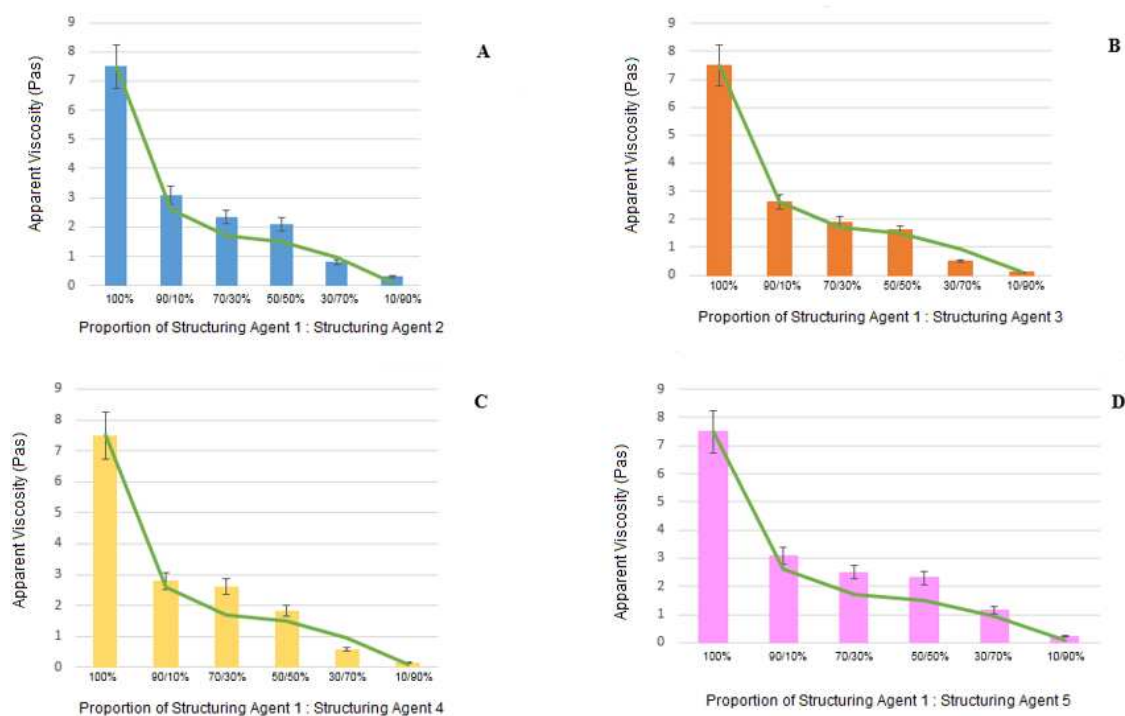 A
Apparent Viscosity (Pas)
9
8
7
6
5
4
3
2
1
0
100% 90/10% 70/30% 50/50% 30/70% 10/90%
Proportion of Structuring Agent 1 : Structuring Agent 2
B
Apparent Viscosity (Pas)
9
8
7
6
5
4
3
2
1
0
100% 90/10% 70/30% 50/50% 30/70% 10/90%
Proportion of Structuring Agent 1 : Structuring Agent 3
C
Apparent Viscosity (Pas)
9
8
7
6
5
4
3
2
1
0
100% 90/10% 70/30% 50/50% 30/70% 10/90%
Proportion of Structuring Agent 1 : Structuring Agent 4
D
Apparent Viscosity (Pas)
9
8
7
6
5
4
3
2
1
0
100% 90/10% 70/30% 50/50% 30/70% 10/90%
Proportion of Structuring Agent 1 : Structuring Agent 5